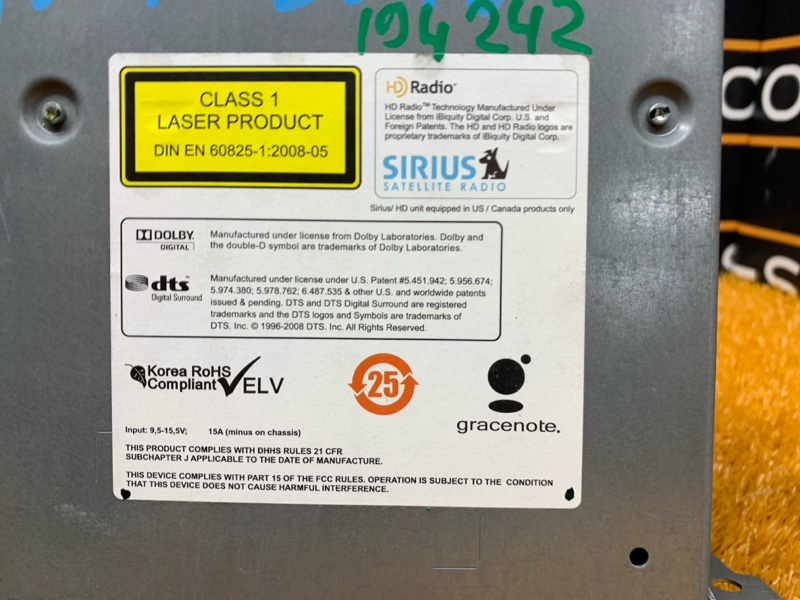 194242
CLASS 1
LASER PRODUCT
DIN EN 60825-1:2008-05
HD Radio™
HD Radio™ Technology Manufactured Under
License from iBiquity Digital Corp. U.S. and
Foreign Patents. The HD and HD Radio logos are
proprietary trademarks of iBiquity Digital Corp.
SIRIUS
SATELLITE RADIO
Sirius/ HD unit equipped in US / Canada products only
DOLBY
DIGITAL
Manufactured under license from Dolby Laboratories. Dolby and
the double-D symbol are trademarks of Dolby Laboratories.
dts
Digital Surround
Manufactured under license under U.S. Patent #5.451.942; 5.956.674;
5.974.380; 5.978.762; 6.487.535 & other U.S. and worldwide patents
issued & pending. DTS and DTS Digital Surround are registered
trademarks and the DTS logos and Symbols are trademarks of
DTS. Inc. © 1996-2008 DTS. Inc. All Rights Reserved.
Korea RoHS
Compliant
ELV
25
gracenote.
Input: 9,5-15,5V; 15A (minus on chassis)
THIS PRODUCT COMPLIES WITH DHHS RULES 21 CFR
SUBCHAPTER J APPLICABLE TO THE DATE OF MANUFACTURE.
THIS DEVICE COMPLIES WITH PART 15 OF THE FCC RULES. OPERATION IS SUBJECT TO THE CONDITION
THAT THIS DEVICE DOES NOT CAUSE HARMFUL INTERFERENCE.
CO